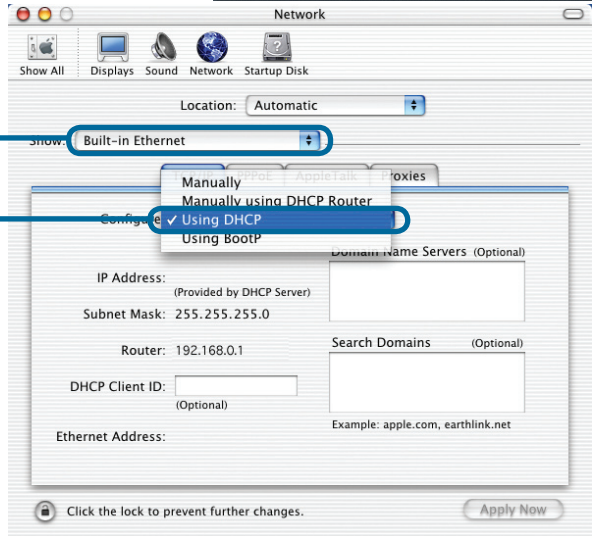 Network
Show All Displays Sound Network Startup Disk
Location: Automatic
Show: Built-in Ethernet
PPPoE AppleTalk Proxies
Configure
Manually
Manually using DHCP Router
✓ Using DHCP
Using BootP
Domain Name Servers (Optional)
IP Address:
(Provided by DHCP Server)
Subnet Mask: 255.255.255.0
Router: 192.168.0.1
Search Domains (Optional)
DHCP Client ID:
(Optional)
Example: apple.com, earthlink.net
Ethernet Address:
Click the lock to prevent further changes.
Apply Now